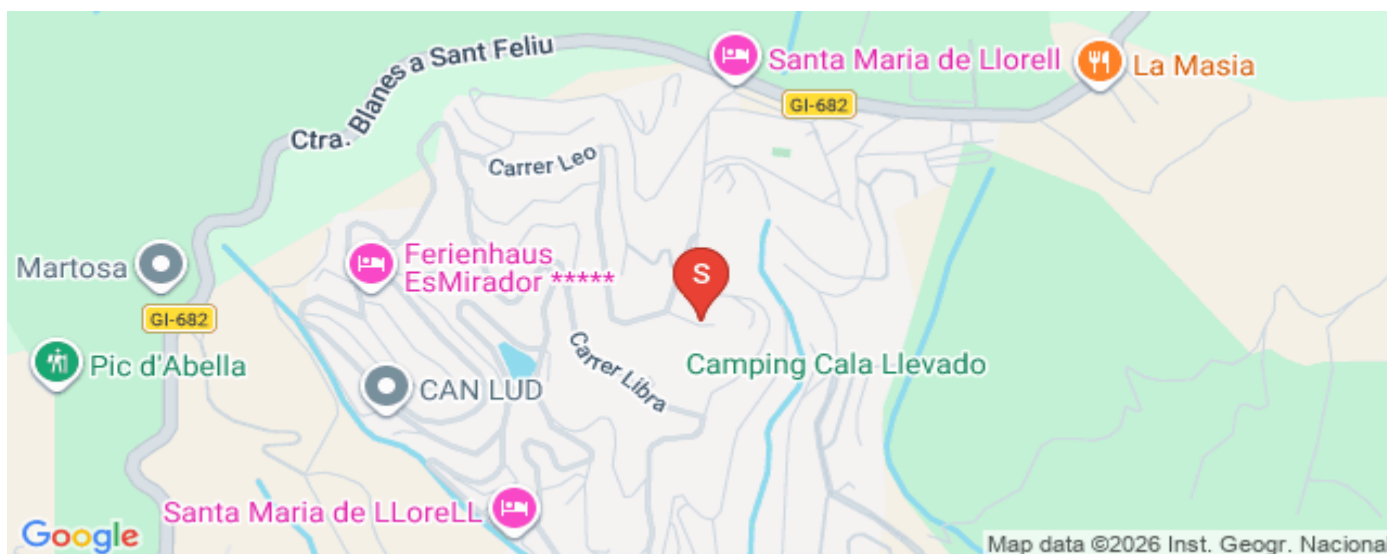 Santa Maria de Llorell
La Masia
GI-682
Ctra. Blanes a Sant Feliu
Carrer Leo
Ferienhaus
EsMirador *****
Martosa
S
GI-682
Pic d'Abella
Carrer Libra
Camping Cala Llevado
CAN LUD
Santa Maria de LLoreLL
Google
Map data ©2026 Inst. Geogr. Naciona